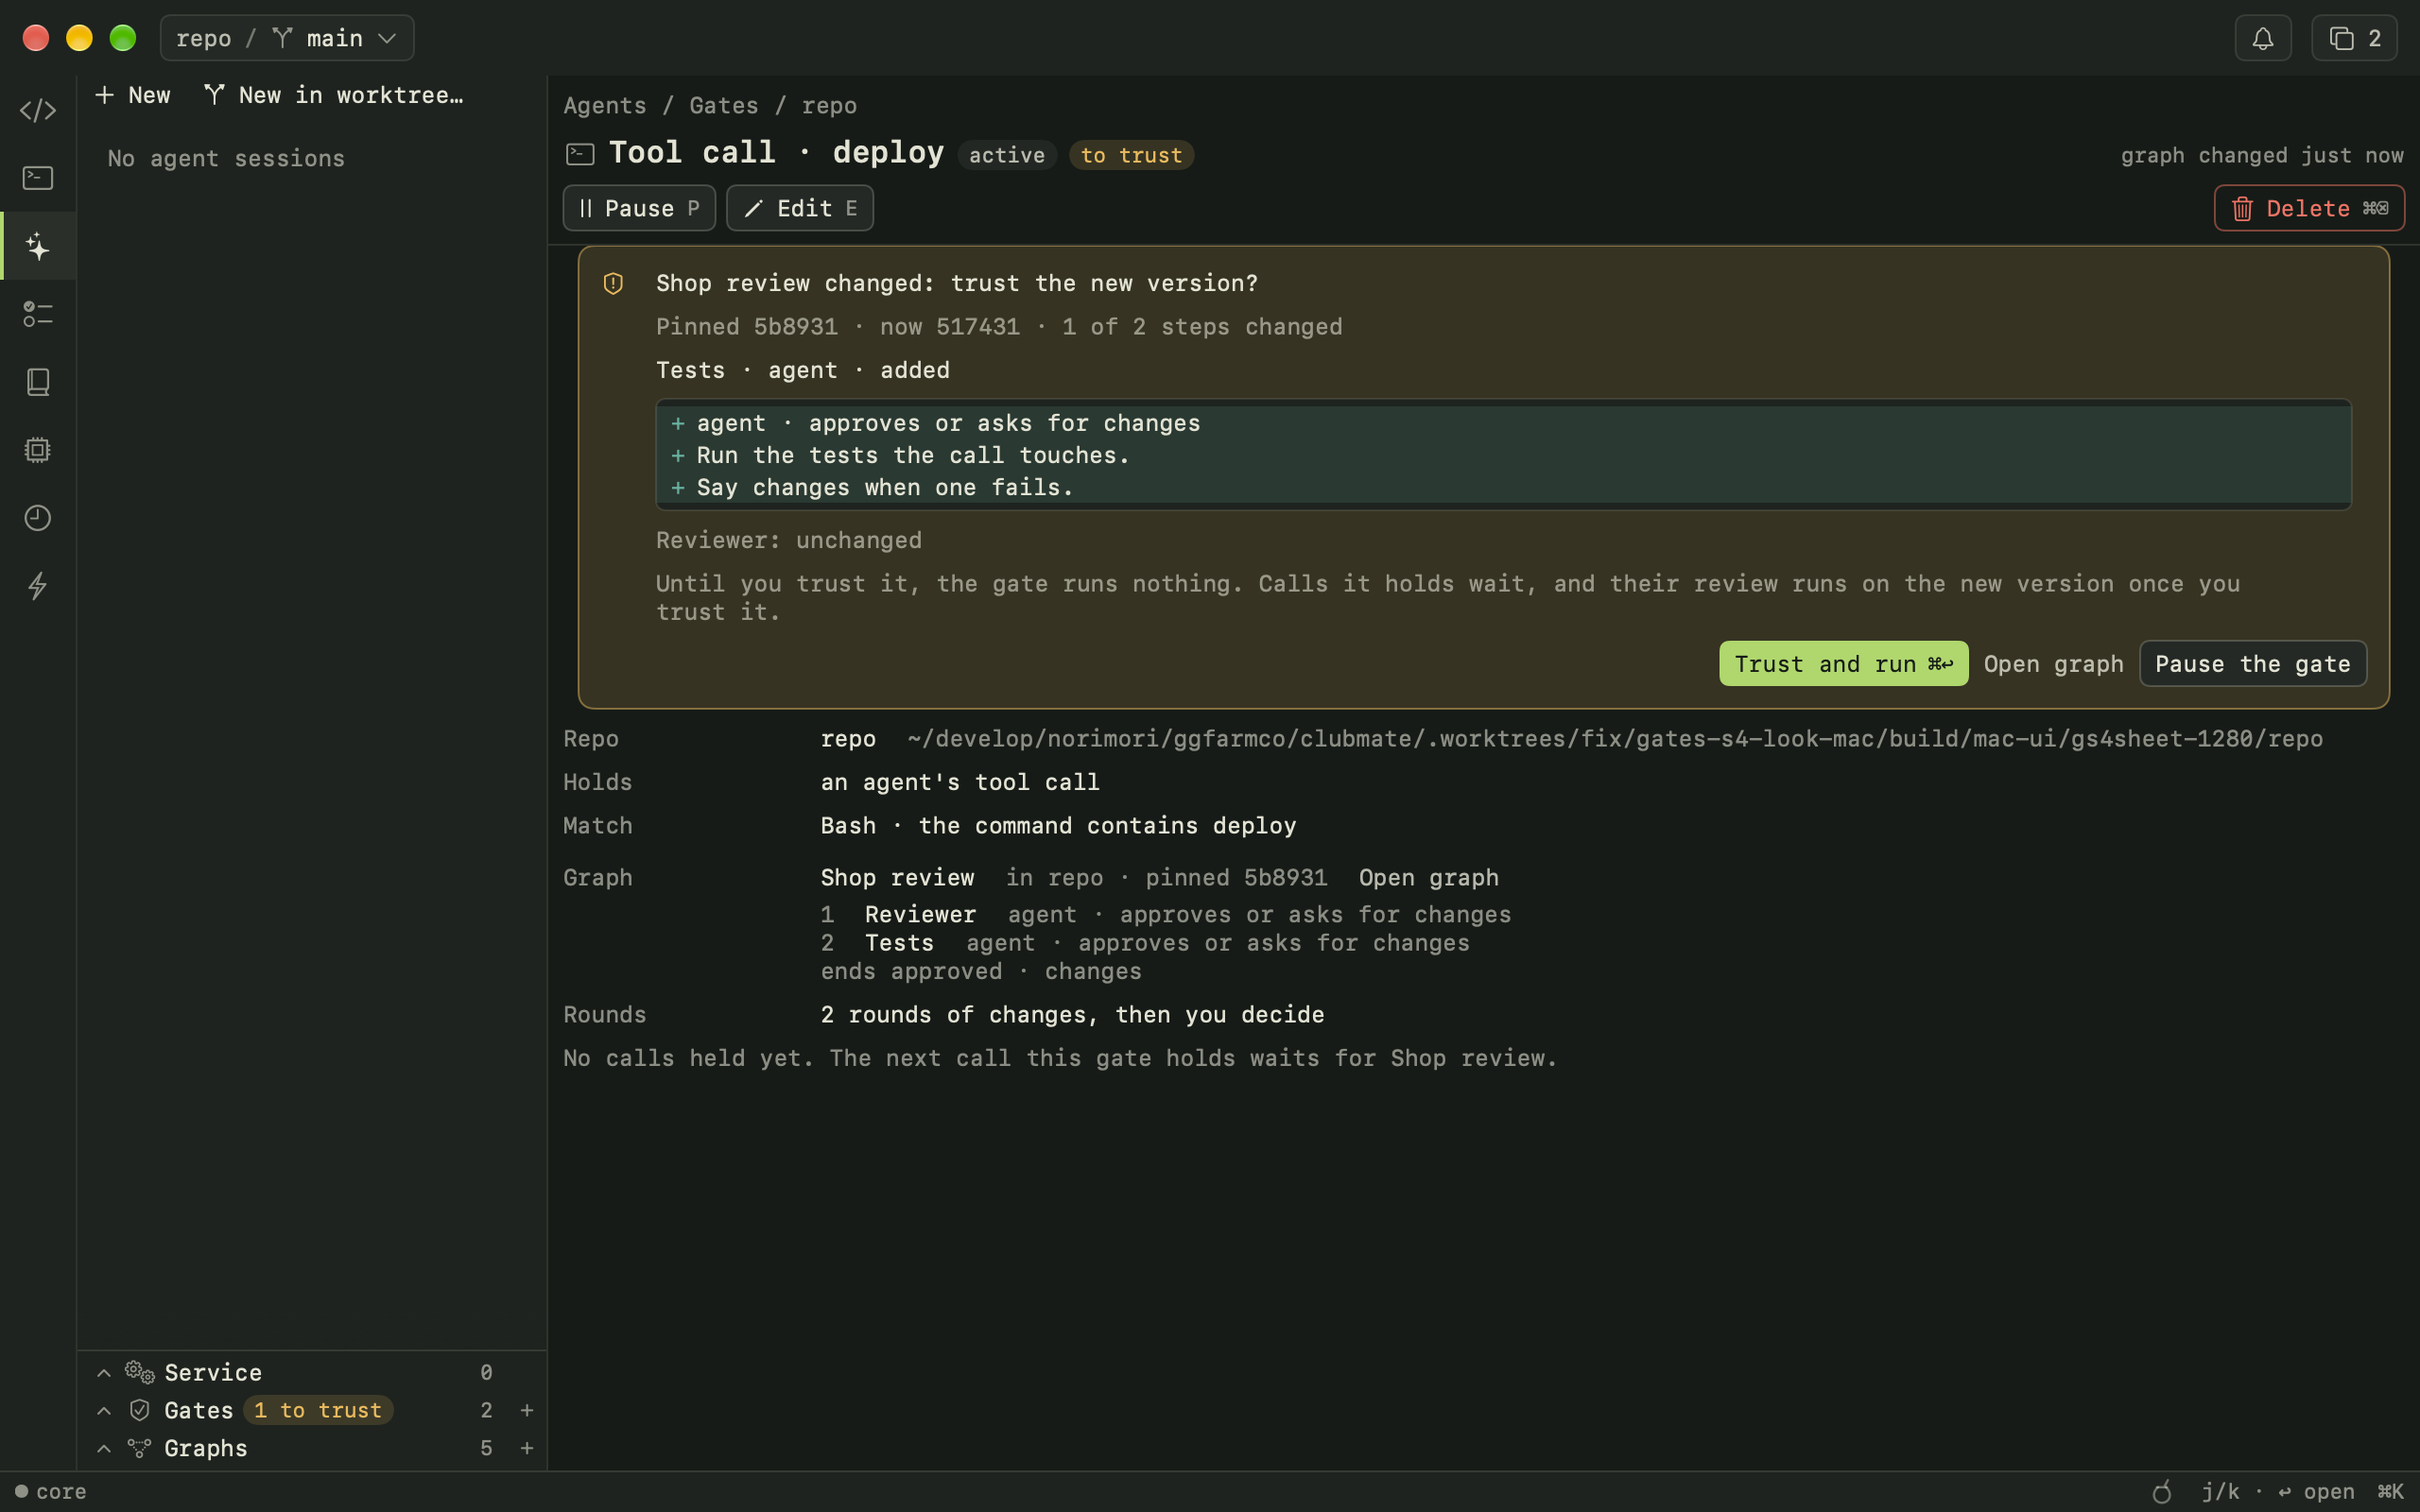 repo / main
2
+ New New in worktree…
No agent sessions
Agents / Gates / repo
Tool call · deploy active to trust
graph changed just now
Pause P
Edit E
Delete ⌘⌫
Shop review changed: trust the new version?
Pinned 5b8931 · now 517431 · 1 of 2 steps changed
Tests · agent · added
+ agent · approves or asks for changes
+ Run the tests the call touches.
+ Say changes when one fails.
Reviewer: unchanged
Until you trust it, the gate runs nothing. Calls it holds wait, and their review runs on the new version once you
trust it.
Trust and run ⌘↩ Open graph Pause the gate
Repo repo ~/develop/norimori/ggfarmco/clubmate/.worktrees/fix/gates-s4-look-mac/build/mac-ui/gs4sheet-1280/repo
Holds an agent's tool call
Match Bash · the command contains deploy
Graph Shop review in repo · pinned 5b8931 Open graph
1 Reviewer agent · approves or asks for changes
2 Tests agent · approves or asks for changes
ends approved · changes
Rounds 2 rounds of changes, then you decide
No calls held yet. The next call this gate holds waits for Shop review.
Service 0
Gates 1 to trust 2 +
Graphs 5 +
core
j/k · ↩ open ⌘K